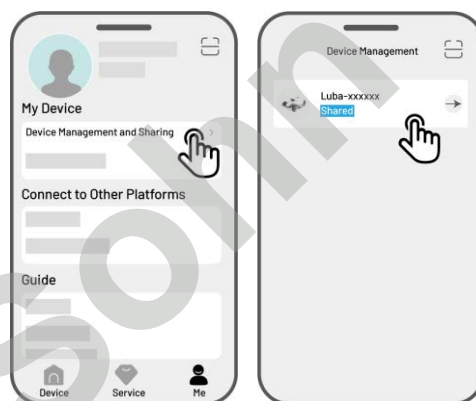 My Device
Device Management and Sharing
Connect to Other Platforms
Guide
Device Service Me
Device Management
Luba-xxxxxx
Shared